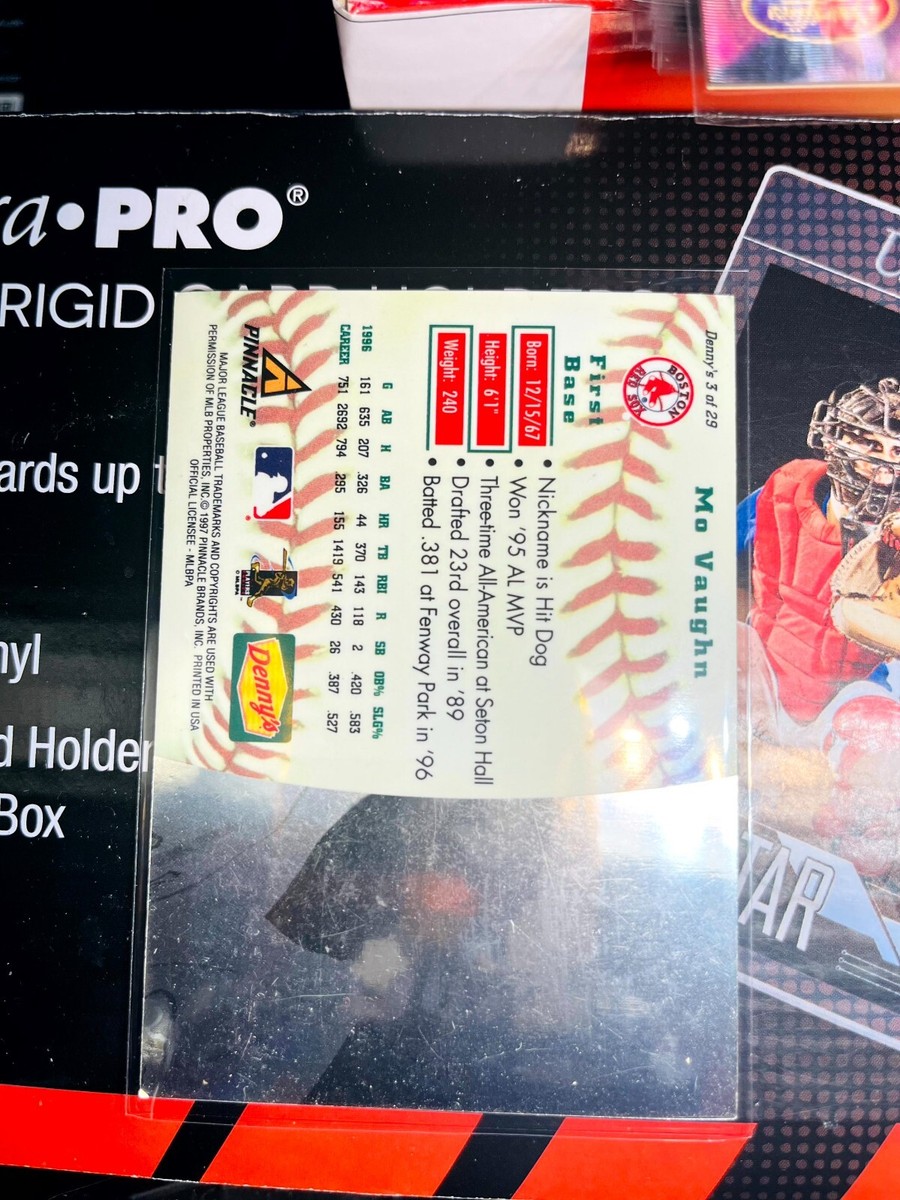 ra•PRO®
RIGID CARD HOLDERS
ards up t
nyl
d Holder
Box
TAR
Denny's 3 of 29
Mo Vaughn
BOSTON
RED SOX
First
Base
Born: 12/15/67
Height: 6'1"
Weight: 240
• Nickname is Hit Dog
• Won '95 AL MVP
• Three-time All-American at Seton Hall
• Drafted 23rd overall in '89
• Batted .381 at Fenway Park in '96
G AB H BA HR TB RBI R SB OB% SLG%
1996 161 635 207 .326 44 370 143 118 2 .420 .583
CAREER 751 2692 794 .295 155 1419 541 430 26 .387 .527
PINNACLE®
Denny's
MAJOR LEAGUE BASEBALL TRADEMARKS AND COPYRIGHTS ARE USED WITH
PERMISSION OF MLB PROPERTIES, INC. © 1997 PINNACLE BRANDS, INC. PRINTED IN USA
OFFICIAL LICENSEE - MLBPA